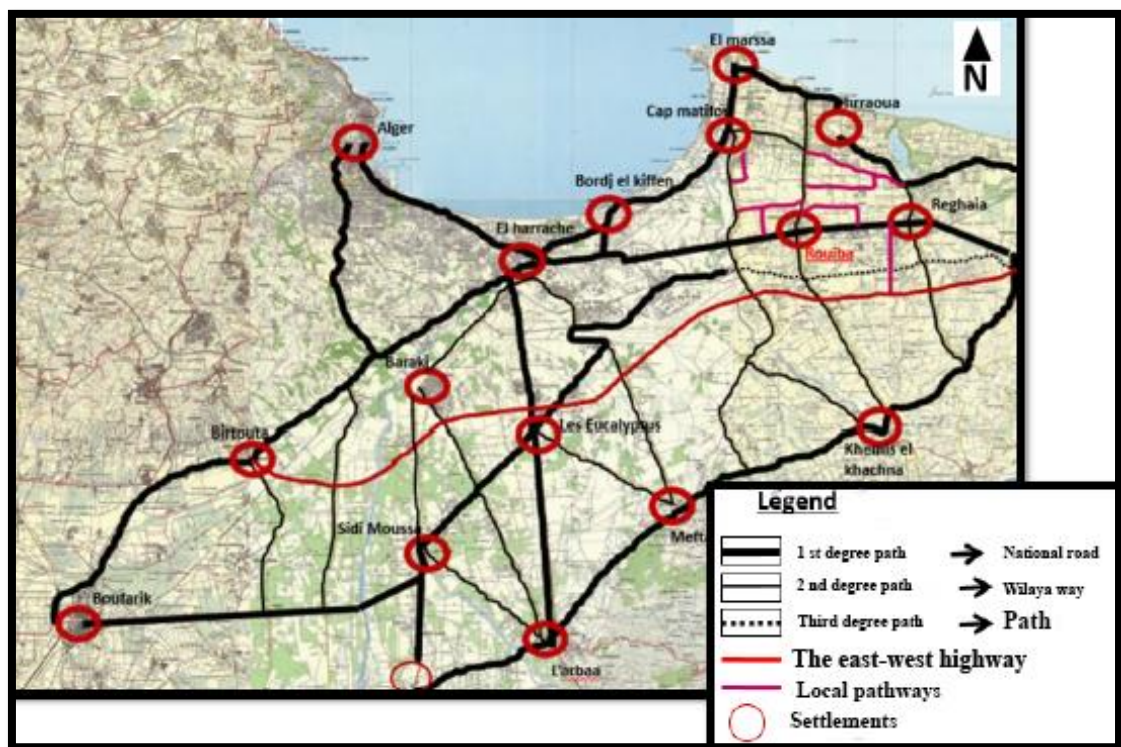 El marssa
N
Cap matifou
Alger
Bordj el kiffen
Reghaia
El harrache
Rouiba
Baraki
Les Eucalyptus
Birtouta
Khemis el
khachna
Sidi Moussa
Boufarik
L'arbaa
Legend
1 st degree path
National road
2 nd degree path
Wilaya way
Third degree path
Path
The east-west highway
Local pathways
Settlements